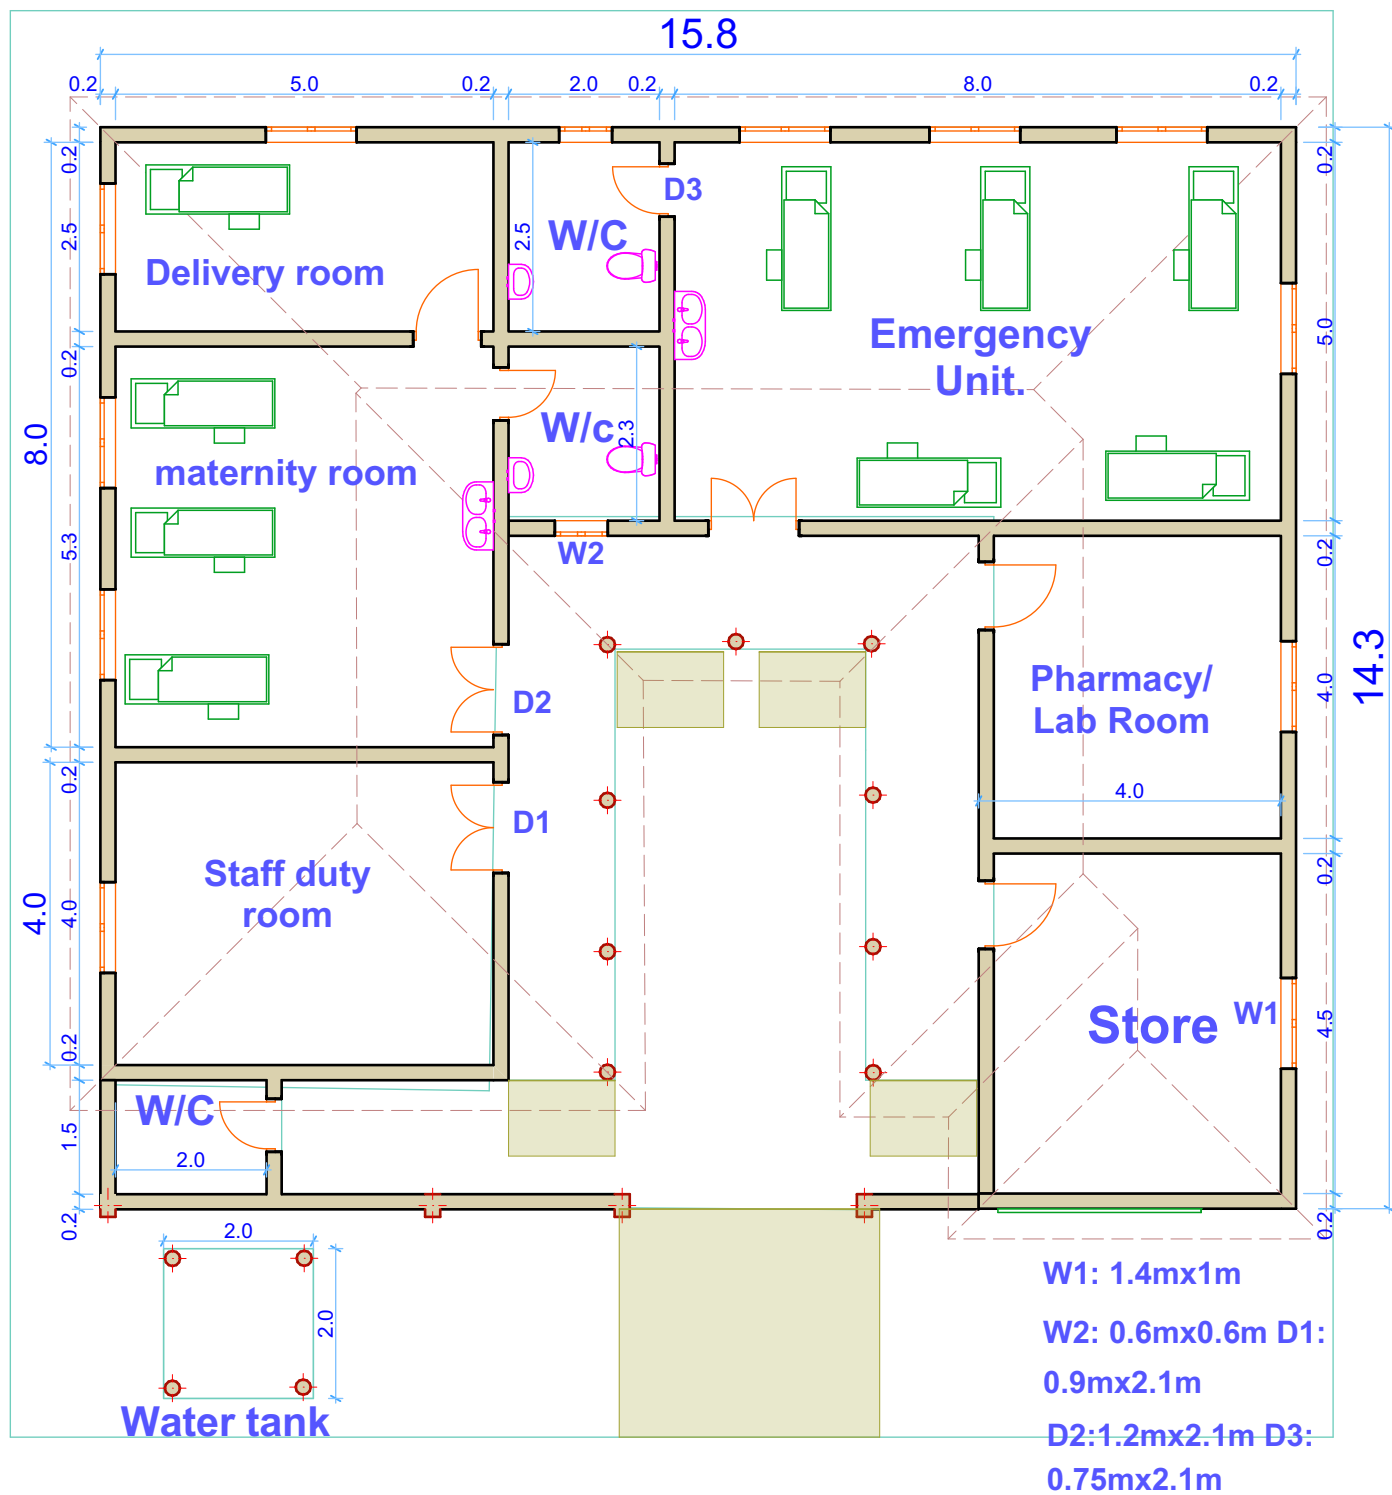 15.8
0.2
5.0
0.2
2.0
0.2
8.0
0.2
0.2
2.5
0.2
5.3
0.2
4.0
0.2
1.5
0.2
8.0
4.0
Delivery room
W/C
2.5
D3
Emergency
Unit.
maternity room
W/c
2.3
W2
D2
D1
Staff duty
room
Pharmacy/
Lab Room
4.0
Store
W1
W/C
2.0
0.2
5.0
0.2
4.0
0.2
4.5
0.2
14.3
2.0
2.0
Water tank
W1: 1.4mx1m
W2: 0.6mx0.6m D1:
0.9mx2.1m
D2:1.2mx2.1m D3:
0.75mx2.1m